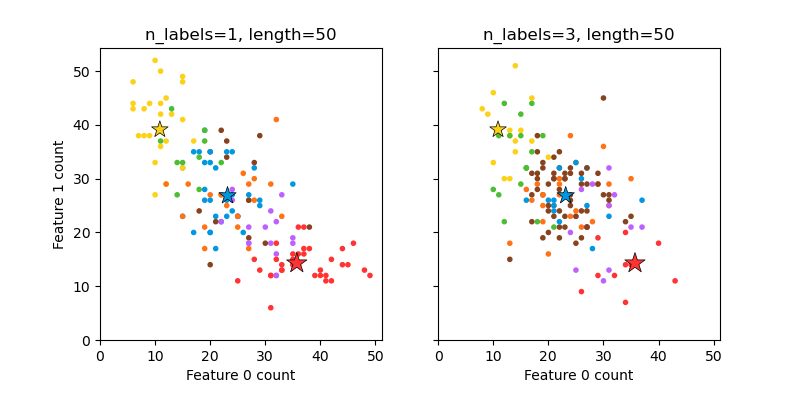 n_labels=1, length=50
n_labels=3, length=50
Feature 1 count
50
40
30
20
10
0
0 10 20 30 40 50
0 10 20 30 40 50
Feature 0 count
Feature 0 count